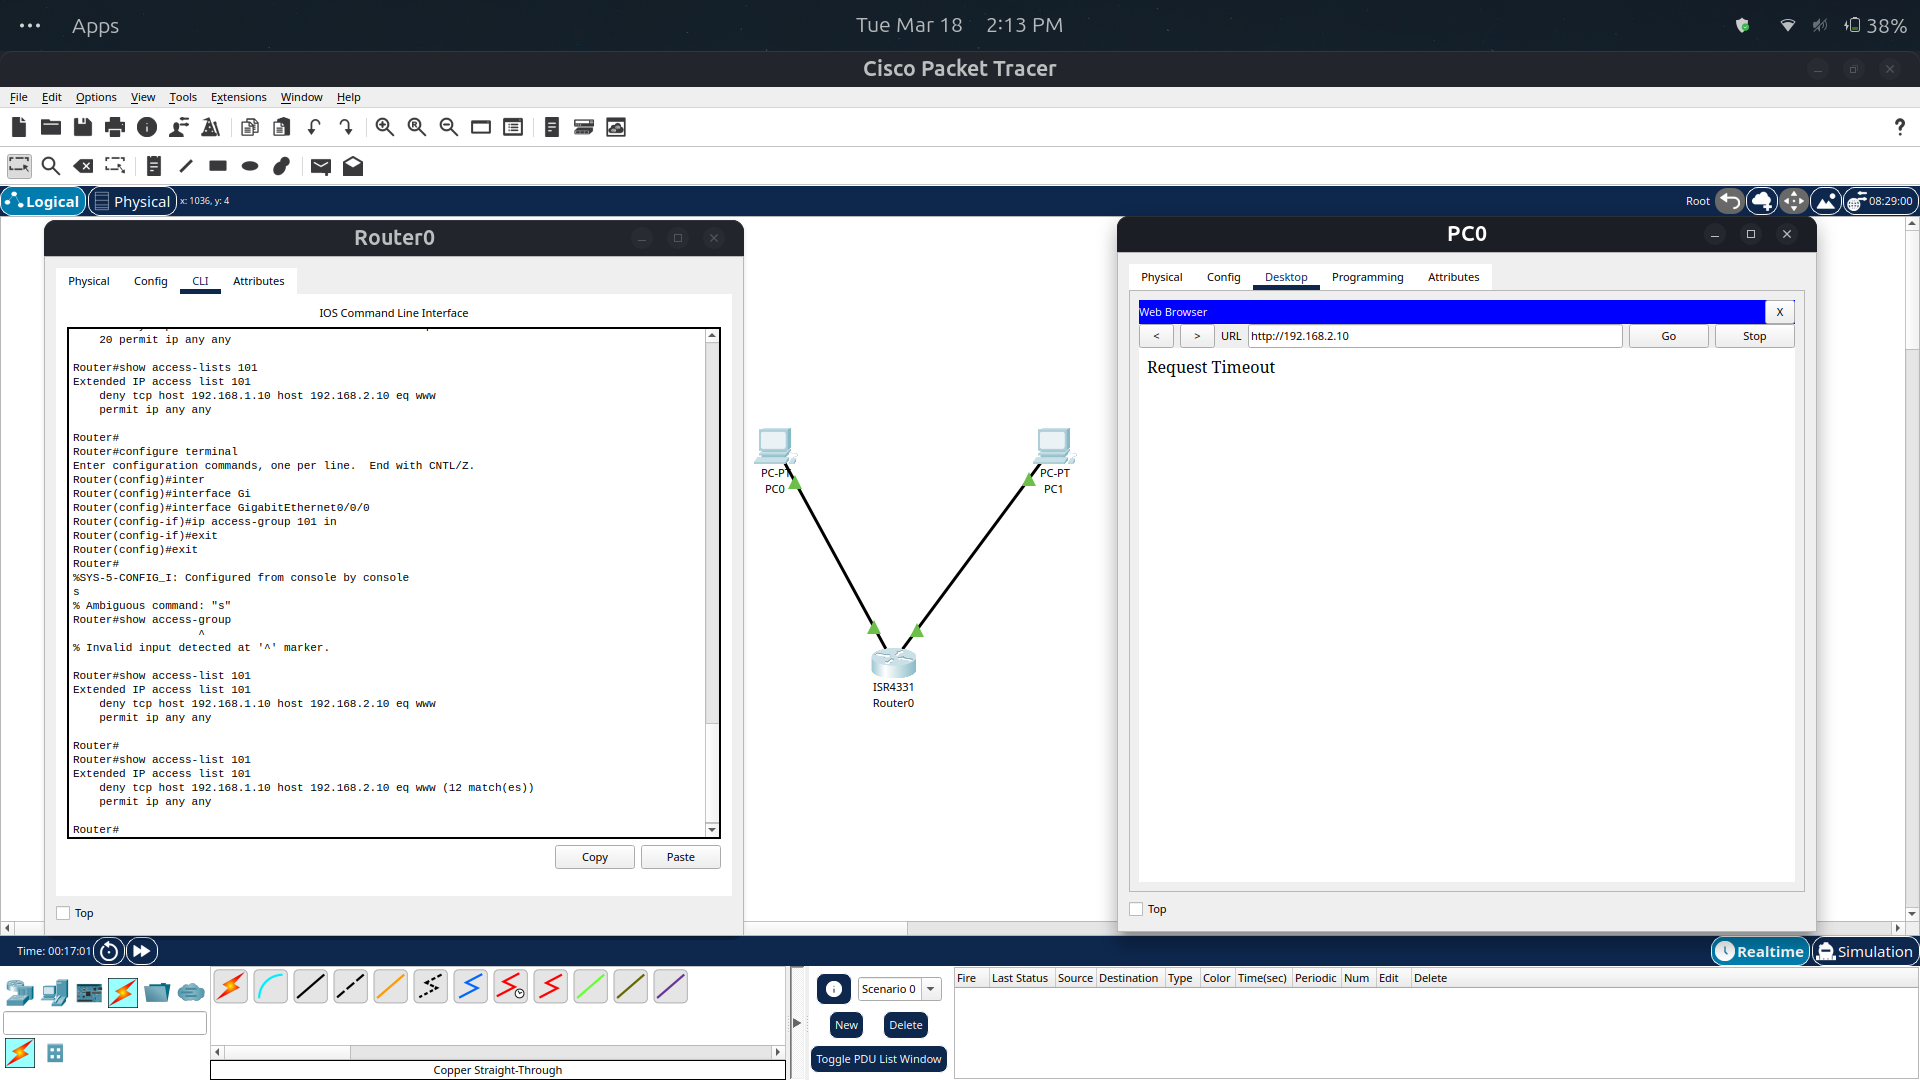 Apps
Tue Mar 18 2:13 PM
38%
Cisco Packet Tracer
File Edit Options View Tools Extensions Window Help
?
Logical
Physical
x: 1036, y: 4
Root
08:29:00
Router0
Physical Config CLI Attributes
IOS Command Line Interface
20 permit ip any any
Router#show access-lists 101
Extended IP access list 101
deny tcp host 192.168.1.10 host 192.168.2.10 eq www
permit ip any any
Router#
Router#configure terminal
Enter configuration commands, one per line. End with CNTL/Z.
Router(config)#inter
Router(config)#interface Gi
Router(config)#interface GigabitEthernet0/0/0
Router(config-if)#ip access-group 101 in
Router(config-if)#exit
Router(config)#exit
Router#
%SYS-5-CONFIG_I: Configured from console by console
s
% Ambiguous command: "s"
Router#show access-group
^
% Invalid input detected at '^' marker.
Router#show access-list 101
Extended IP access list 101
deny tcp host 192.168.1.10 host 192.168.2.10 eq www
permit ip any any
Router#
Router#show access-list 101
Extended IP access list 101
deny tcp host 192.168.1.10 host 192.168.2.10 eq www (12 match(es))
permit ip any any
Router#
Copy
Paste
Top
PC-PT
PC0
PC-PT
PC1
ISR4331
Router0
PC0
Physical Config Desktop Programming Attributes
Web Browser
X
< > URL http://192.168.2.10 Go Stop
Request Timeout
Top
Time: 00:17:01
Realtime
Simulation
Copper Straight-Through
Scenario 0
New
Delete
Toggle PDU List Window
Fire Last Status Source Destination Type Color Time(sec) Periodic Num Edit Delete